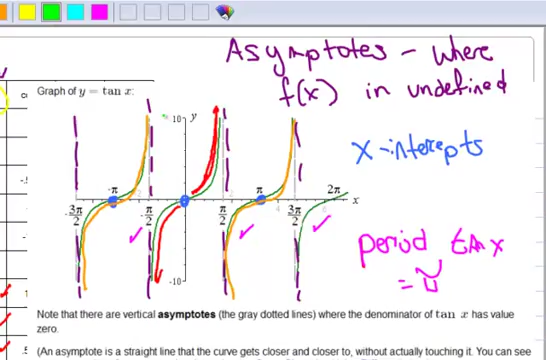 Asymptotes - where
f(x) in undefined
Graph of y = tan x:
10
y
x-intercepts
-π
π
2π
x
-3π/2
-π/2
π/2
3π/2
4
period tan x
= π
-10
Note that there are vertical asymptotes (the gray dotted lines) where the denominator of tan x has value
zero.
(An asymptote is a straight line that the curve gets closer and closer to, without actually touching it. You can see